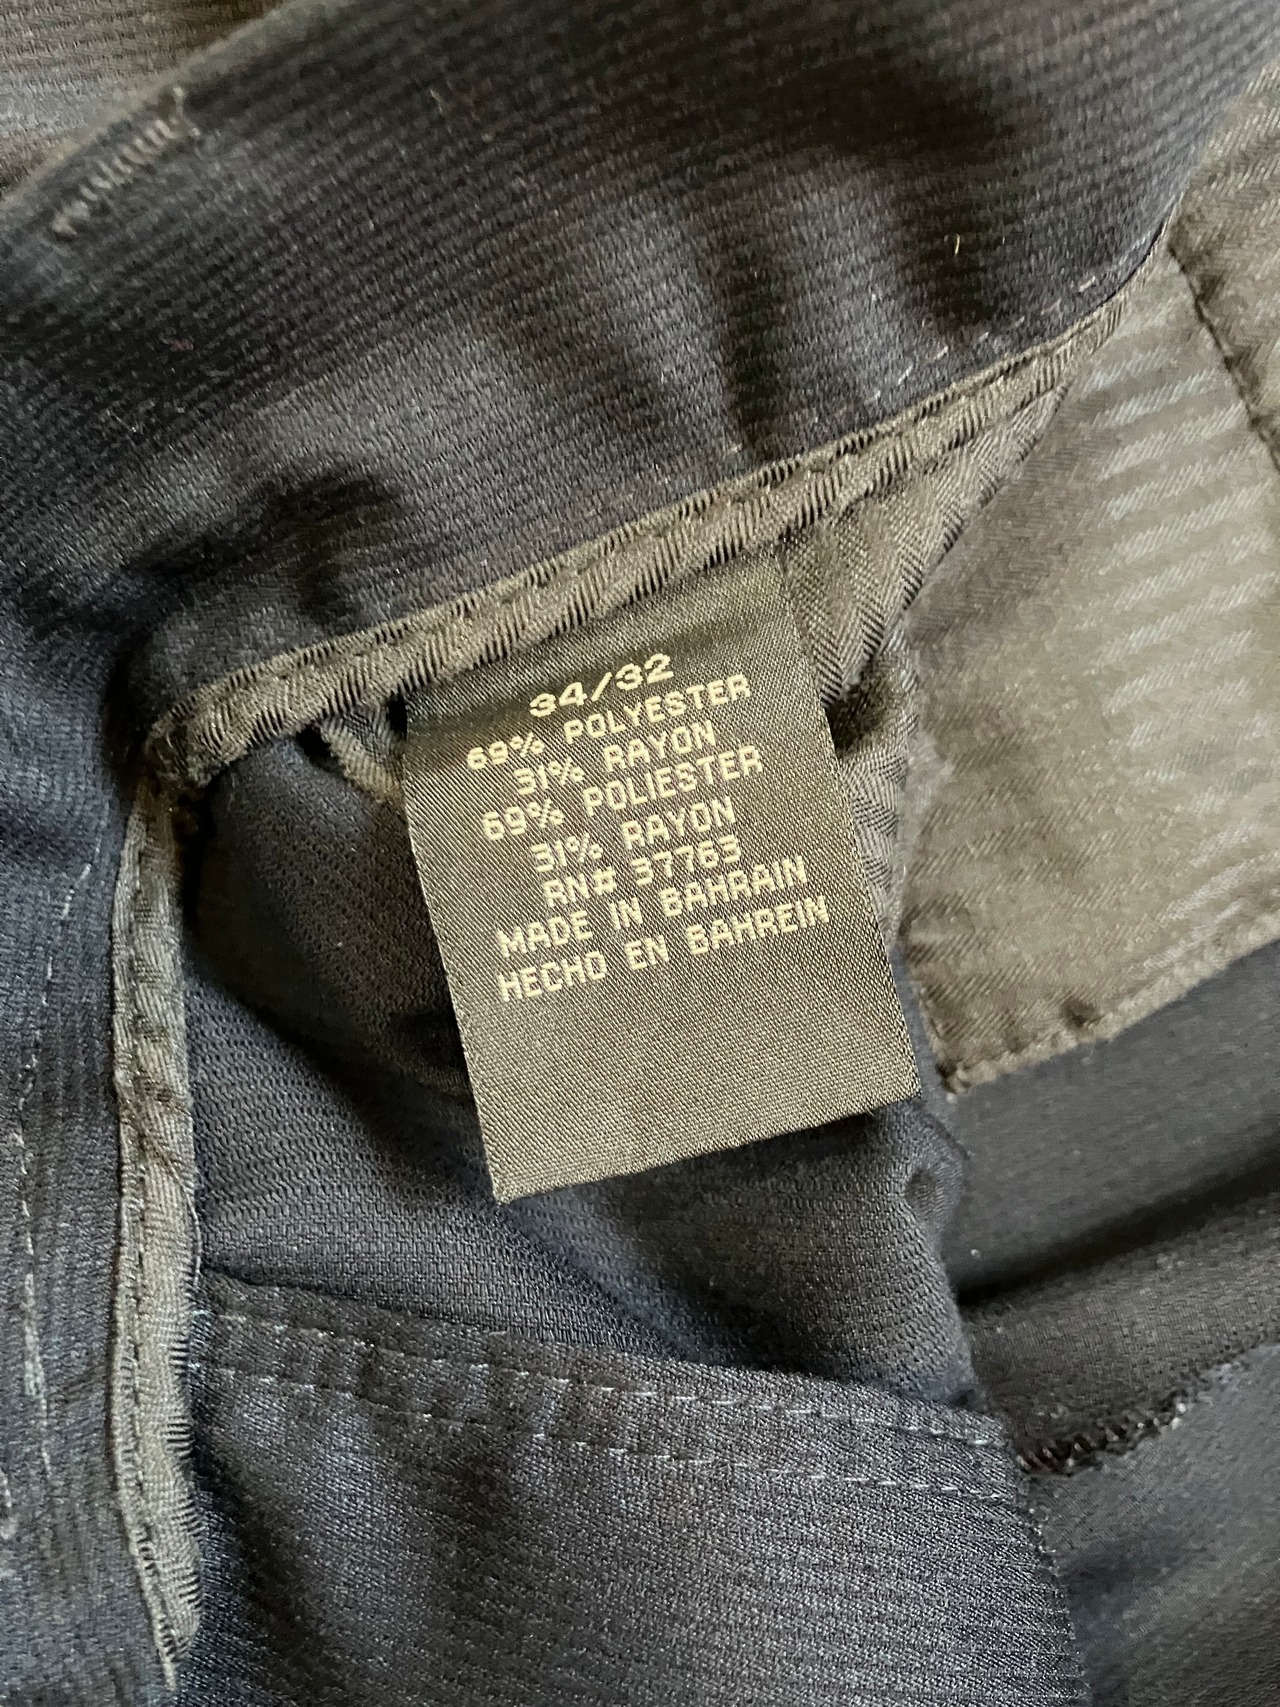 34/32
69% POLYESTER
31% RAYON
69% POLIESTER
31% RAYON
RN# 37763
MADE IN BAHRAIN
HECHO EN BAHREIN